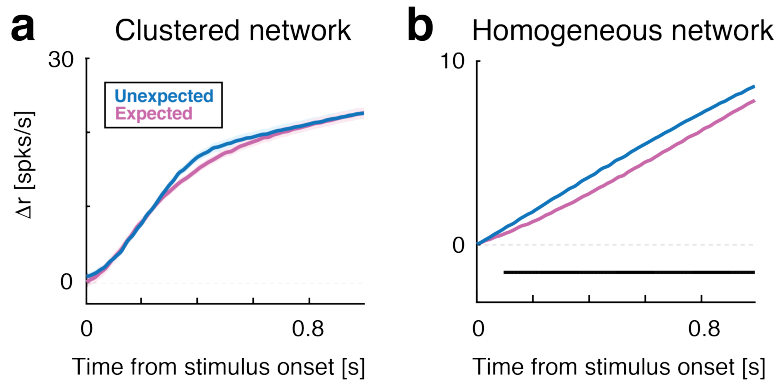 a Clustered network
30
Unexpected
Expected
Δr [spks/s]
0
0 0.8
Time from stimulus onset [s]
b Homogeneous network
10
0
0 0.8
Time from stimulus onset [s]